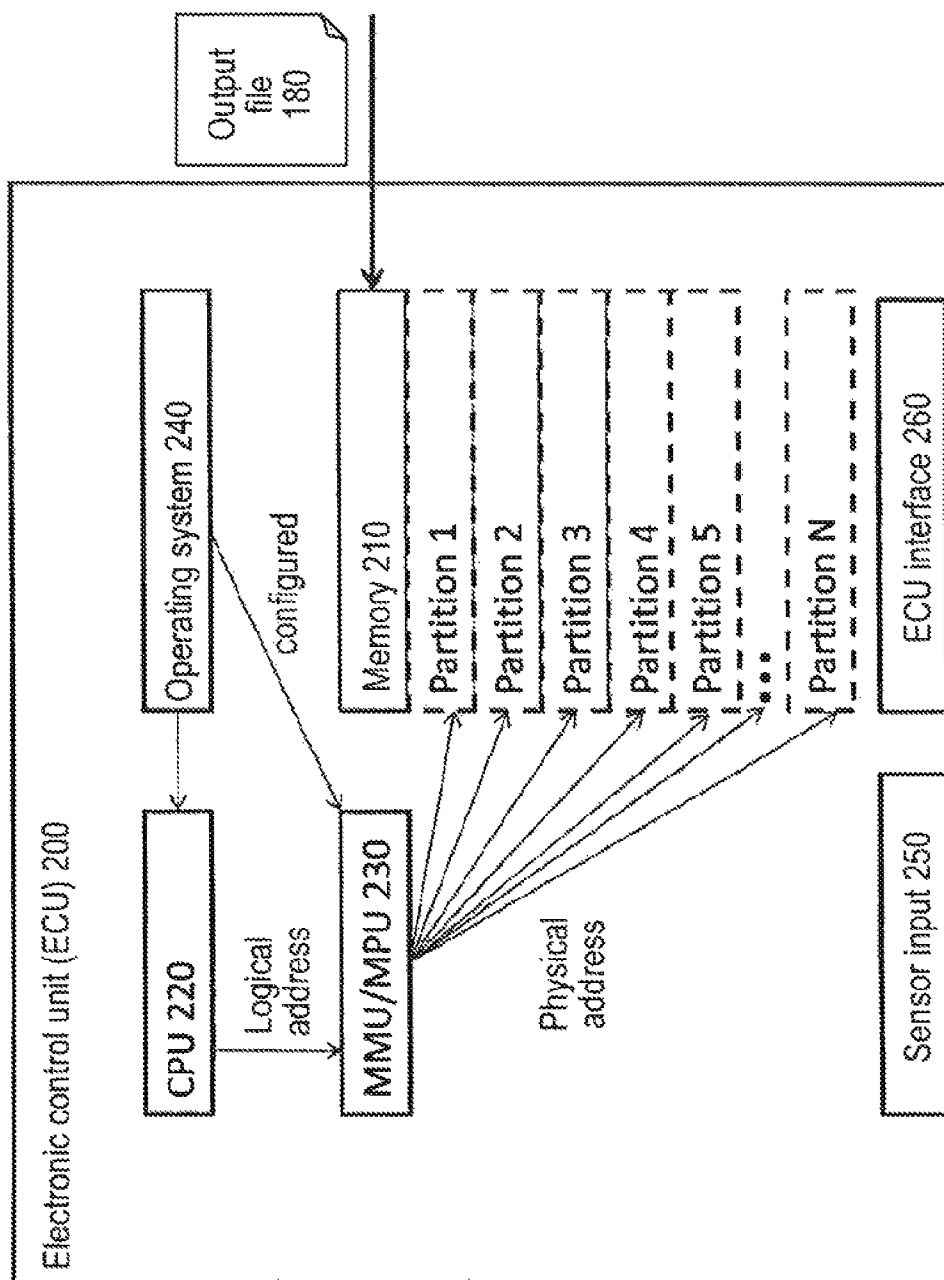 Electronic control unit (ECU) 200
Output
file
180
CPU 220
Operating system 240
Logical
address
configured
MMU/MPU 230
Memory 210
Partition 1
Partition 2
Partition 3
Partition 4
Partition 5
...
Partition N
Physical
address
Sensor input 250
ECU interface 260